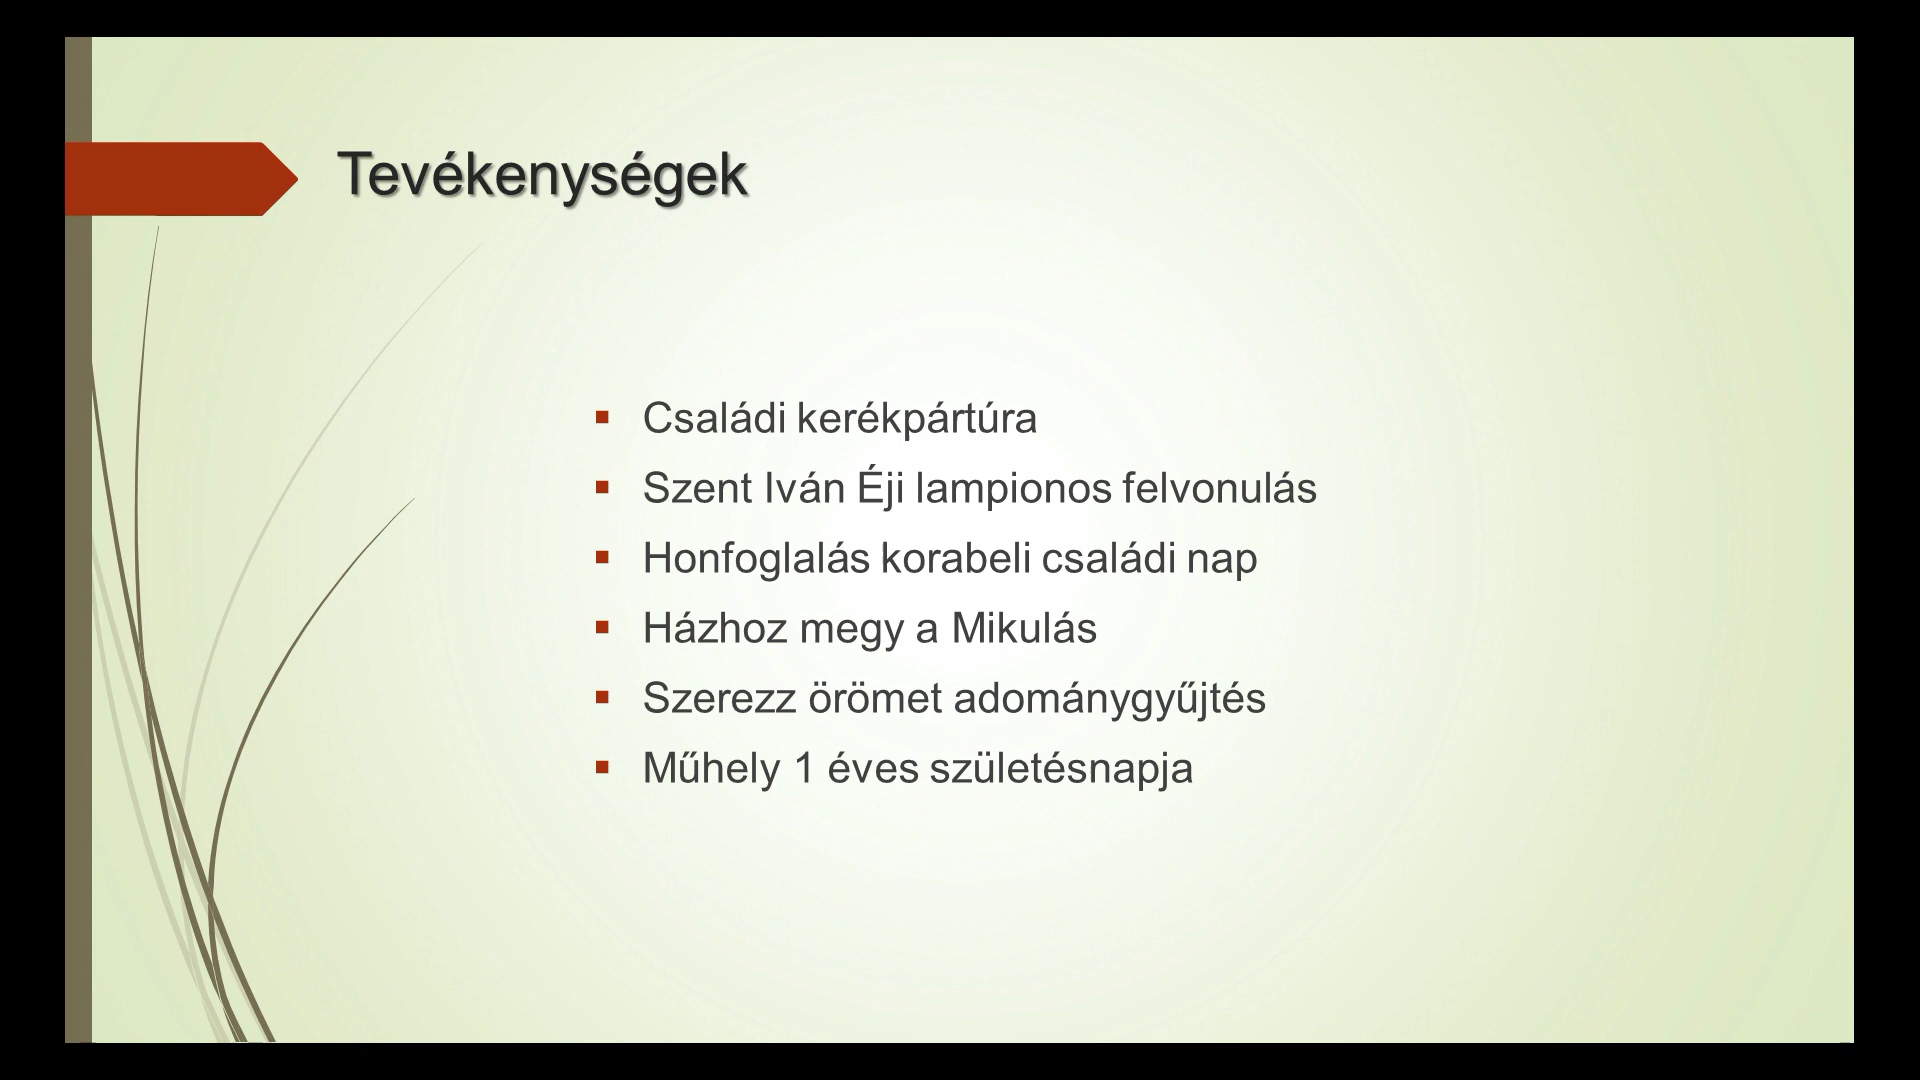 Tevékenységek
Családi kerékpártúra
Szent Iván Éji lampionos felvonulás
Honfoglalás korabeli családi nap
Házhoz megy a Mikulás
Szerezz örömet adománygyűjtés
Műhely 1 éves születésnapja